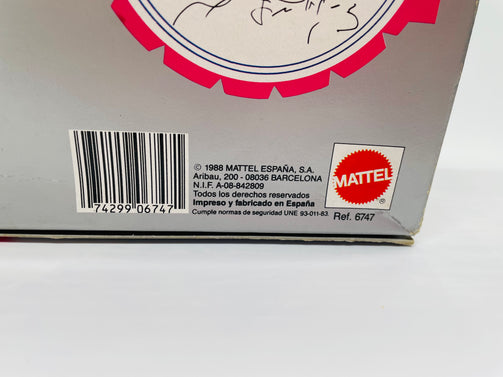 © 1988 MATTEL ESPAÑA, S.A.
Aribau, 200 - 08036 BARCELONA
N.I.F. A-08-842809
Todos los derechos reservados
Impreso y fabricado en España
Cumple normas de seguridad UNE 93-011-83.
74299 06747
MATTEL
®
Ref. 6747